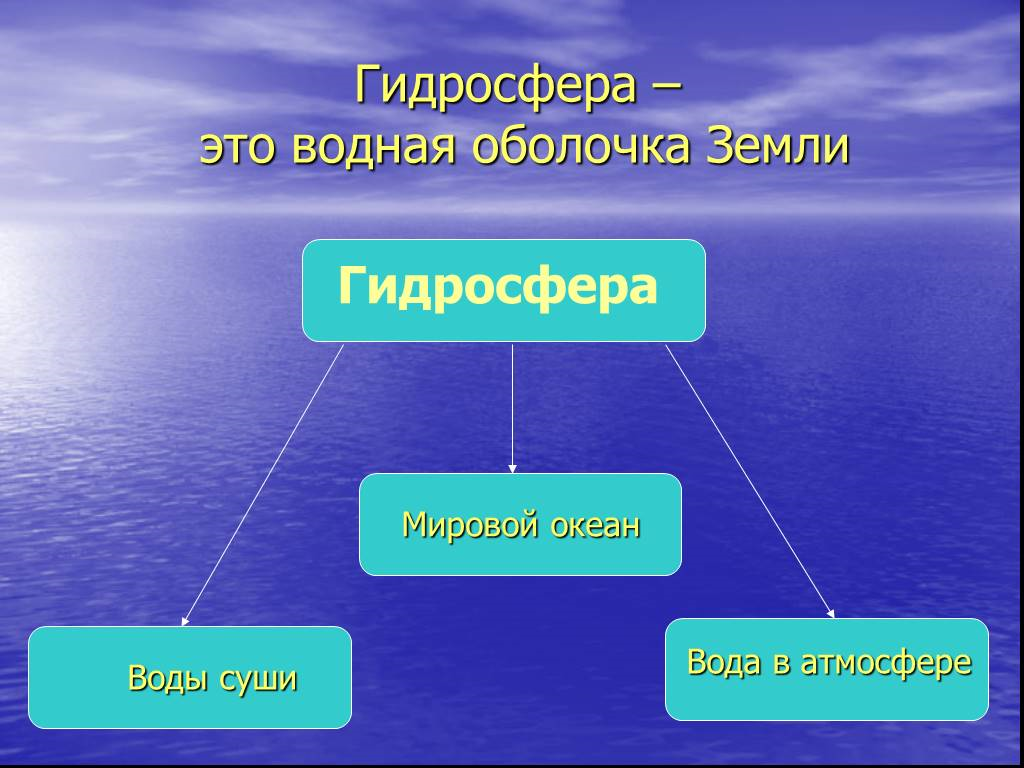 Гидросфера –
это водная оболочка Земли
Гидросфера
Мировой океан
Воды суши
Вода в атмосфере